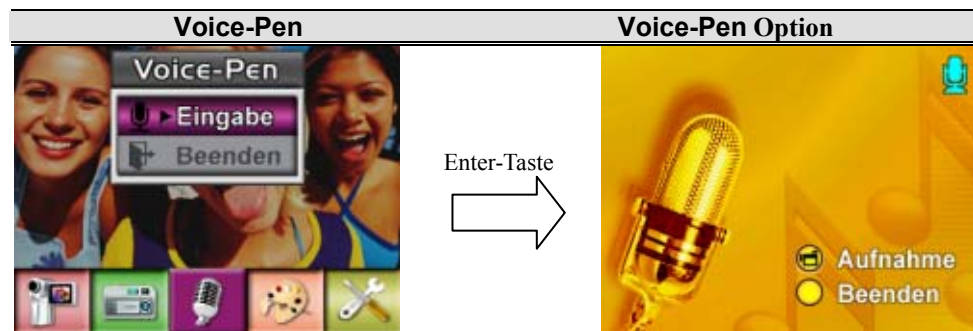 Voice-Pen
Voice-Pen Option
Voice-Pen
Eingabe
Beenden
Enter-Taste
Aufnahme
Beenden